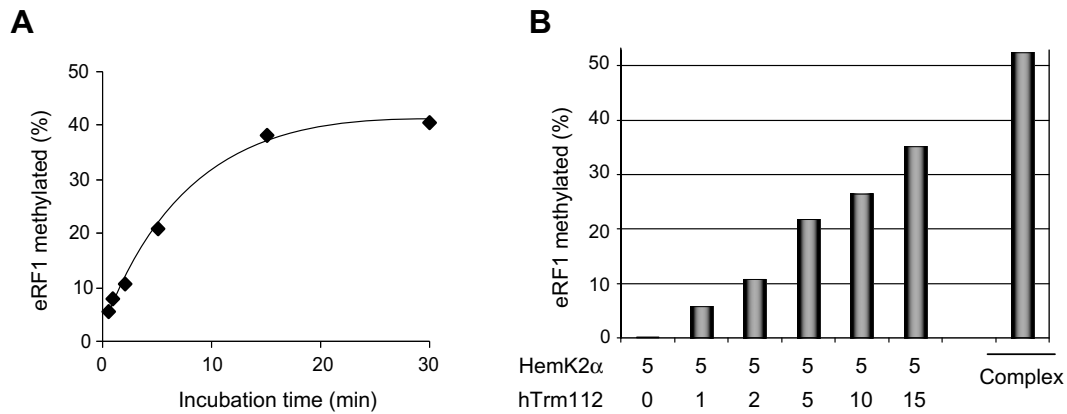 A
eRF1 methylated (%)
50
40
30
20
10
0
0 10 20 30
Incubation time (min)
B
eRF1 methylated (%)
50
40
30
20
10
0
HemK2α 5 5 5 5 5 5
hTrm112 0 1 2 5 10 15
Complex